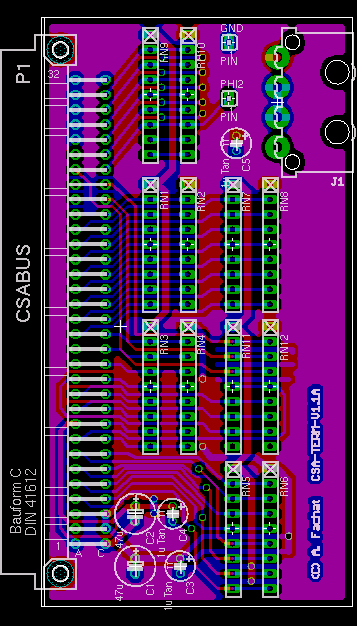 GND
PIN
PHI2
PIN
RN9
RN10
P1
32
Tan
C5
J1
RN1
RN2
RN7
RN8
CSABUS
RN3
RN4
RN11
RN12
Bauform C
DIN 41612
1
A
C
RN5
RN6
47u
C2
1u Tan
C4
47u
C1
1u Tan
C3
CSA-TERM-V1.1A
(C) A. Fachat